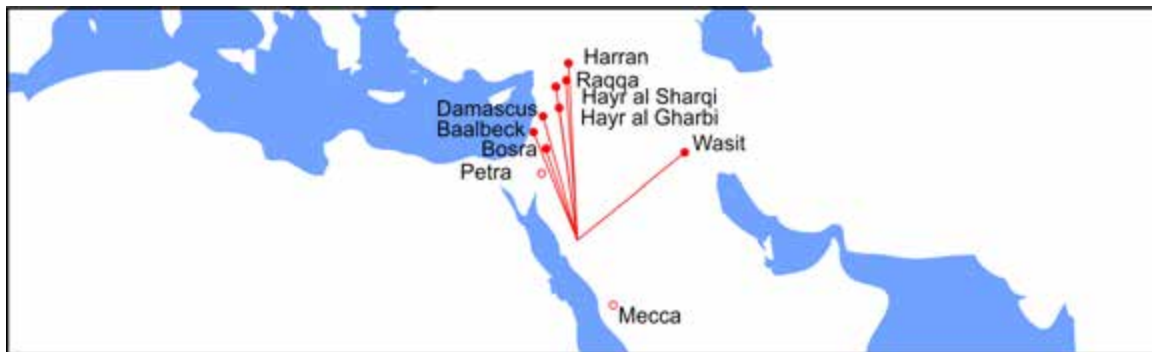 Harran
Raqqa
Hayr al Sharqi
Damascus
Hayr al Gharbi
Baalbeck
Wasit
Bosra
Petra
Mecca